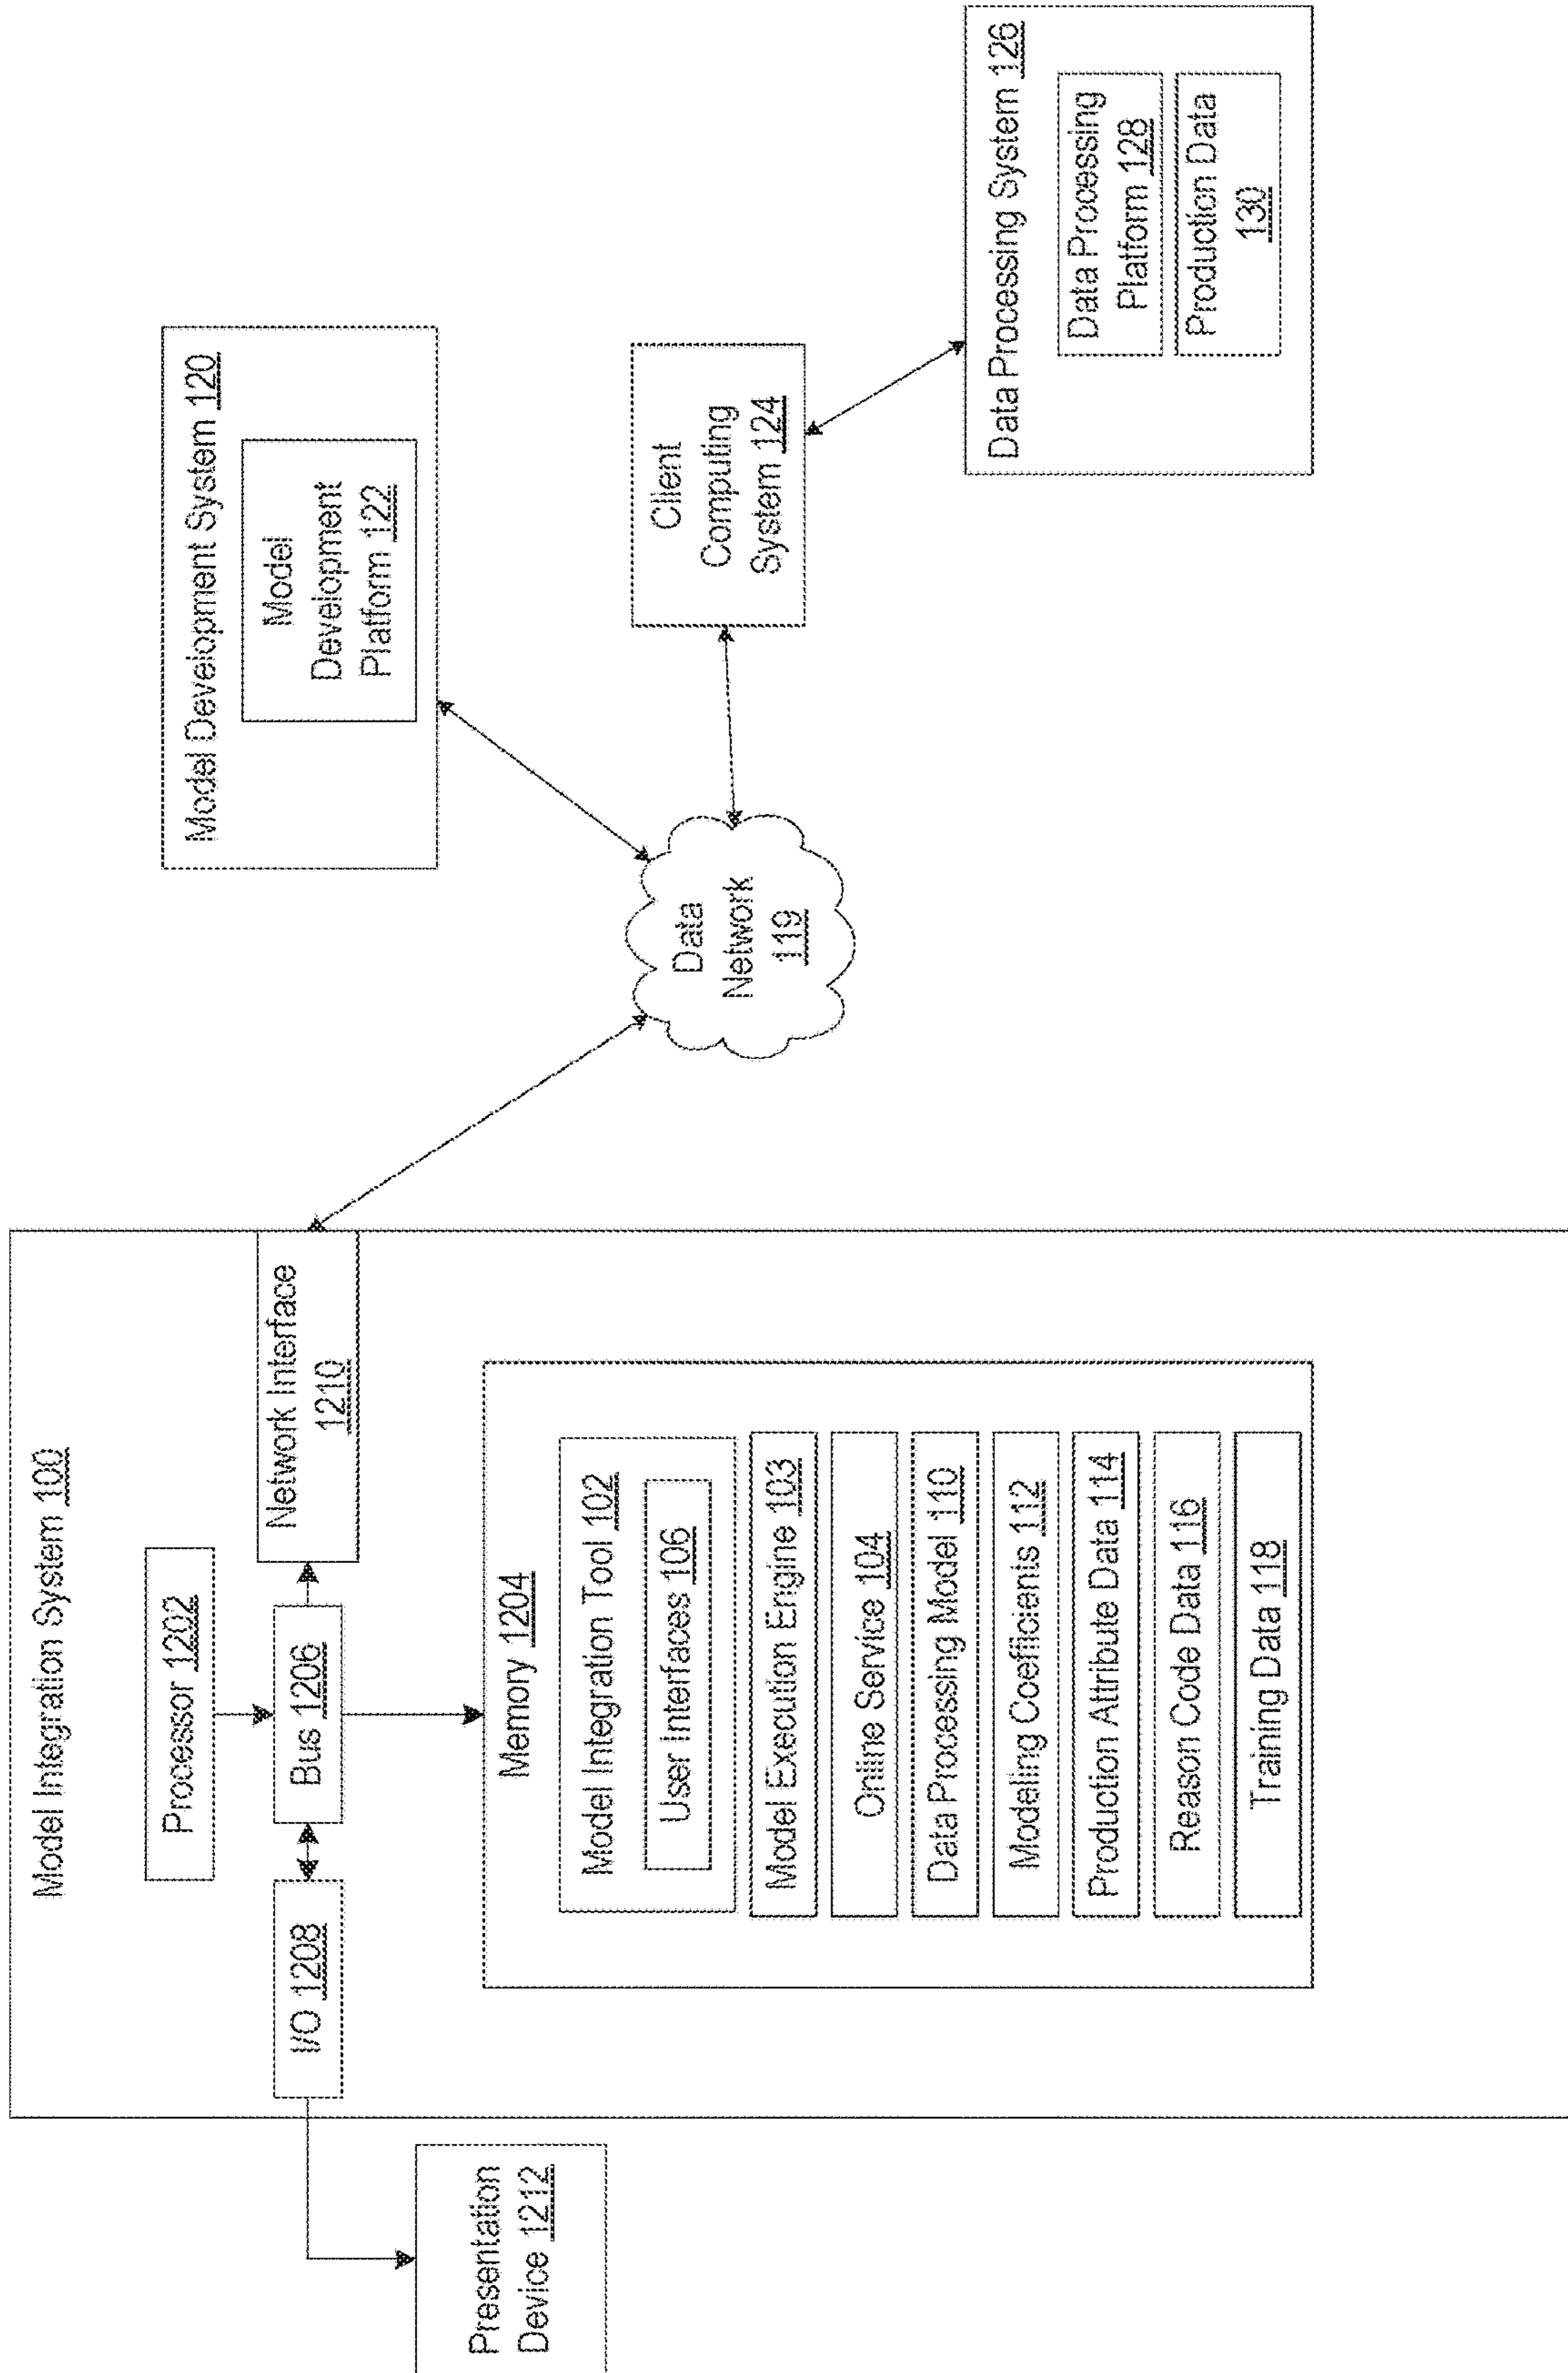 Model Integration System 100
Processor 1202
I/O 1208
Bus 1206
Network Interface
1210
Presentation
Device 1212
Memory 1204
Model Integration Tool 102
User Interfaces 106
Model Execution Engine 103
Online Service 104
Data Processing Model 110
Modeling Coefficients 112
Production Attribute Data 114
Reason Code Data 116
Training Data 118
Data
Network
119
Model Development System 120
Model
Development
Platform 122
Client
Computing
System 124
Data Processing System 126
Data Processing
Platform 128
Production Data
130